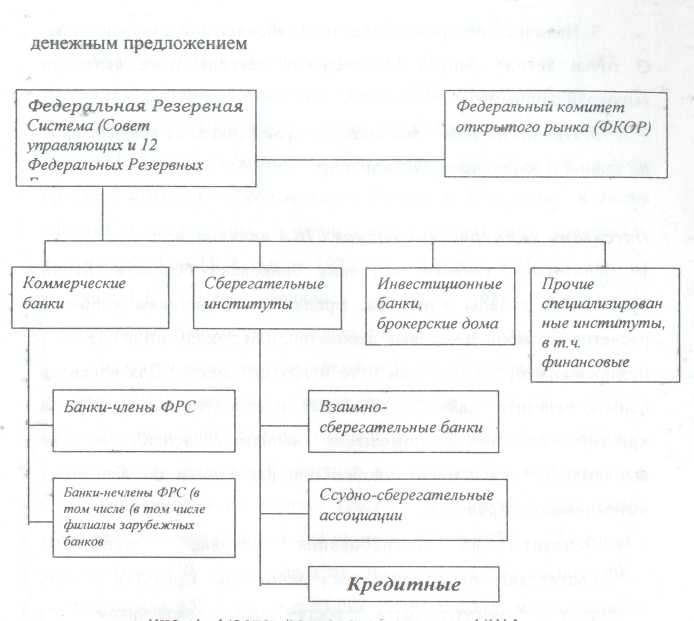 денежным предложением
Федеральная Резервная
Система (Совет
управляющих и 12
Федеральных Резервных
Федеральный комитет
открытого рынка (ФКОР)
Коммерческие
банки
Сберегательные
институты
Инвестиционные
банки,
брокерские дома
Прочие
специализирован
ные институты,
в т.ч.
финансовые
Банки-члены ФРС
Взаимно-
сберегательные банки
Банки-нечлены ФРС (в
том числе (в том числе
филиалы зарубежных
банков
Ссудно-сберегательные
ассоциации
Кредитные